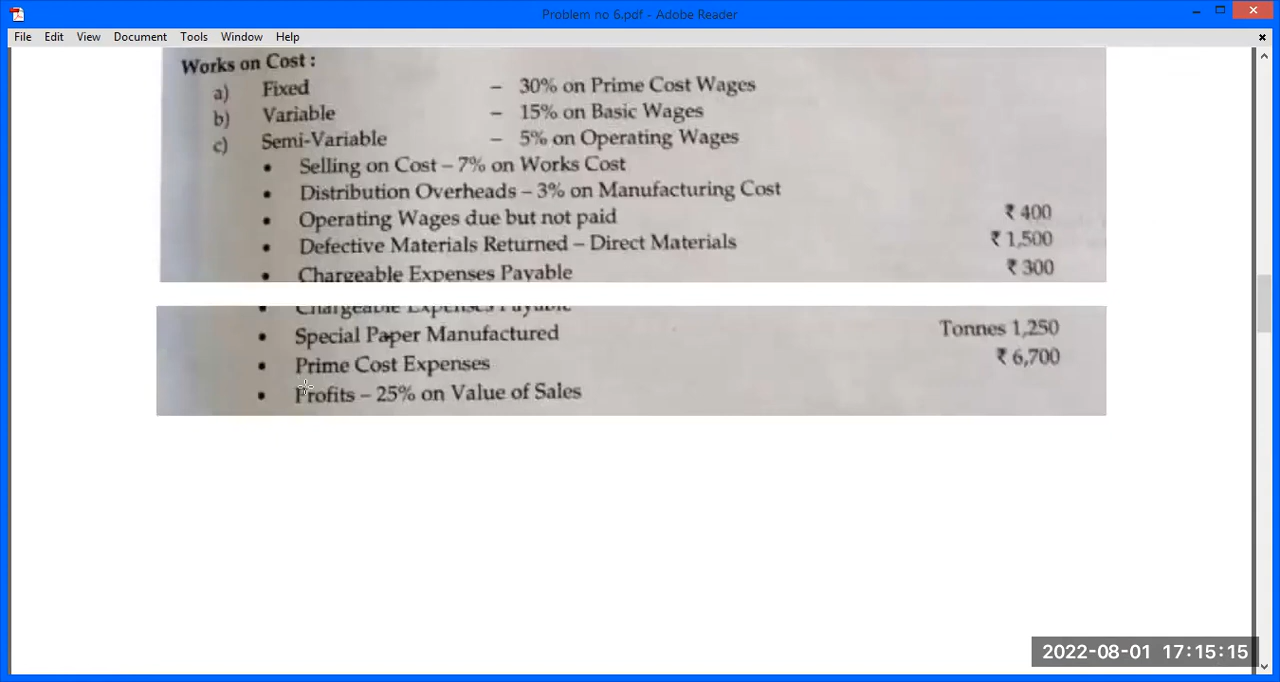 Problem no 6.pdf - Adobe Reader
File Edit View Document Tools Window Help
Works on Cost :
a) Fixed – 30% on Prime Cost Wages
b) Variable – 15% on Basic Wages
c) Semi-Variable – 5% on Operating Wages
• Selling on Cost – 7% on Works Cost
• Distribution Overheads – 3% on Manufacturing Cost
• Operating Wages due but not paid ₹ 400
• Defective Materials Returned – Direct Materials ₹ 1,500
• Chargeable Expenses Payable ₹ 300
• Chargeable Expenses Payable
• Special Paper Manufactured Tonnes 1,250
• Prime Cost Expenses ₹ 6,700
• Profits – 25% on Value of Sales
2022-08-01 17:15:15